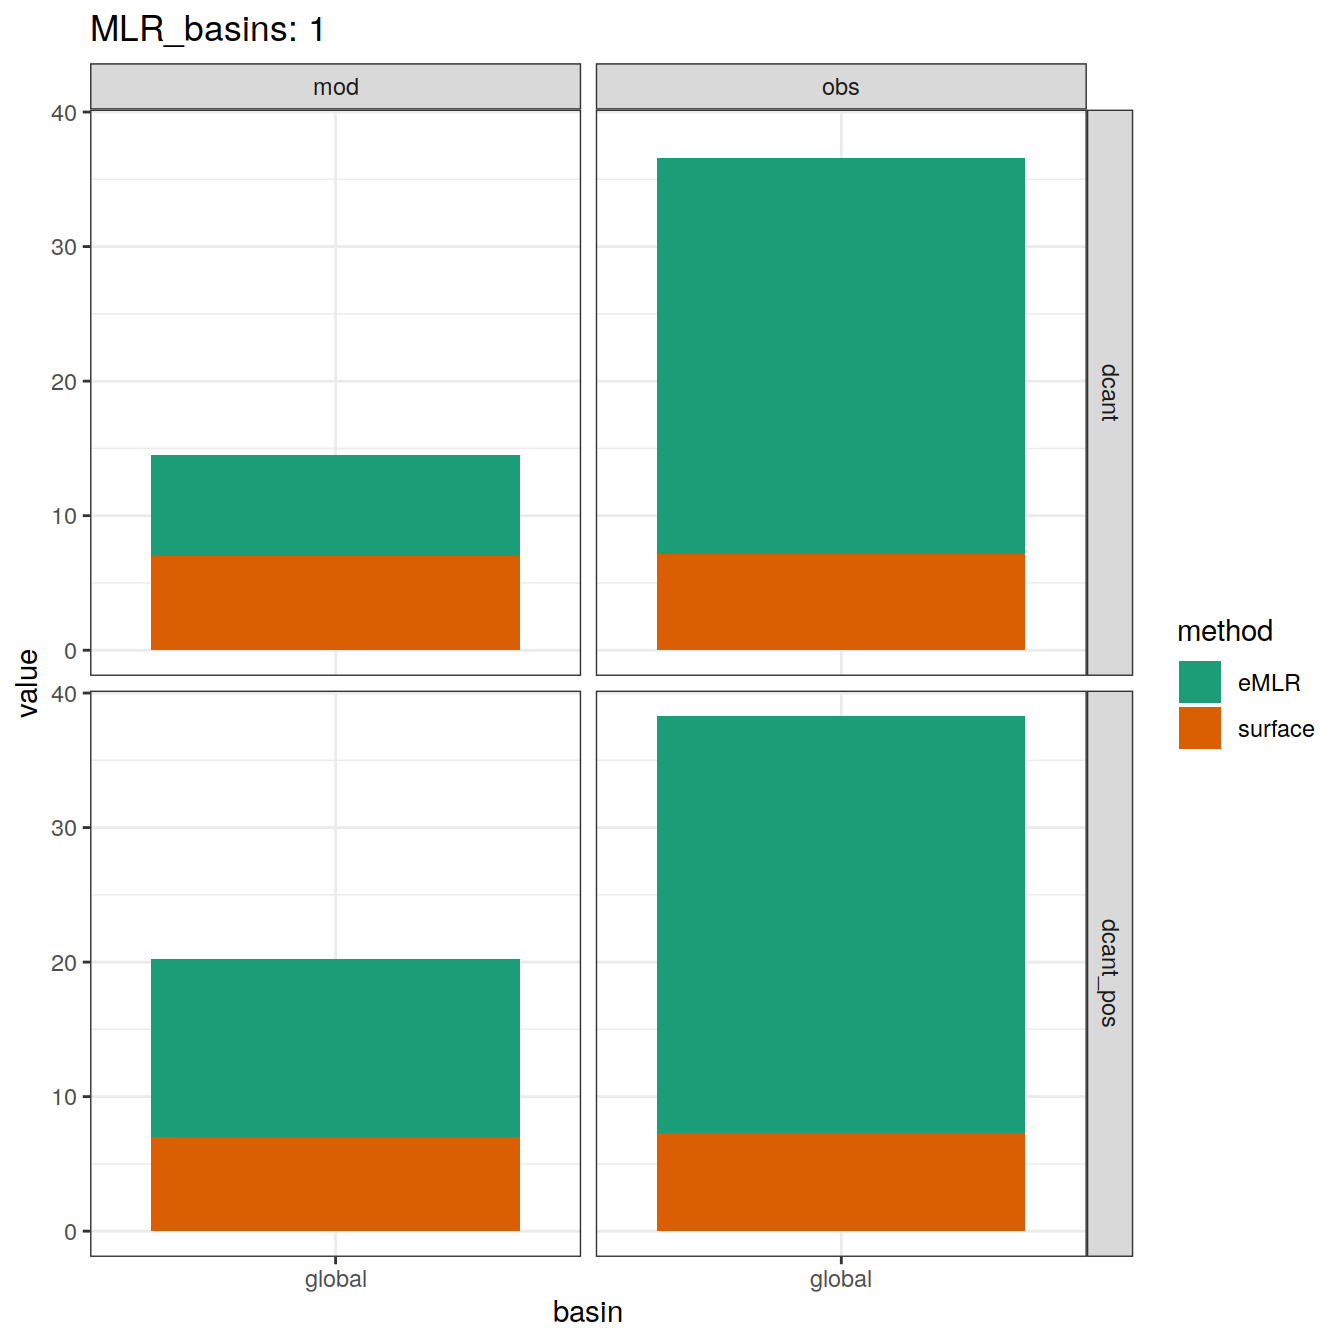 MLR_basins: 1
mod
obs
40
30
20
10
0
dcant
value
40
30
20
10
0
dcant_pos
global
global
basin
method
eMLR
surface